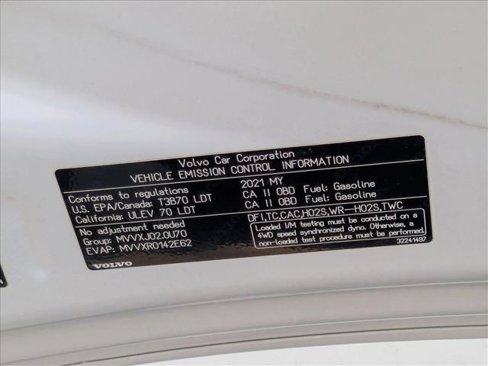 Volvo Car Corporation
VEHICLE EMISSION CONTROL INFORMATION
Conforms to regulations 2021 MY
U.S. EPA/Canada: T3B70 LDT CA II OBD Fuel: Gasoline
California: ULEV 70 LDT CA II OBD Fuel: Gasoline
No adjustment needed
Group: MVVXJ02.0U70
EVAP: MVVXR0142E62
DFI,TC,CAC,HO2S,WR-HO2S,TWC
Loaded I/M testing must be conducted on a
4WD speed synchronized dyno. Otherwise, a
non-loaded test procedure must be performed.
VOLVO
32241497